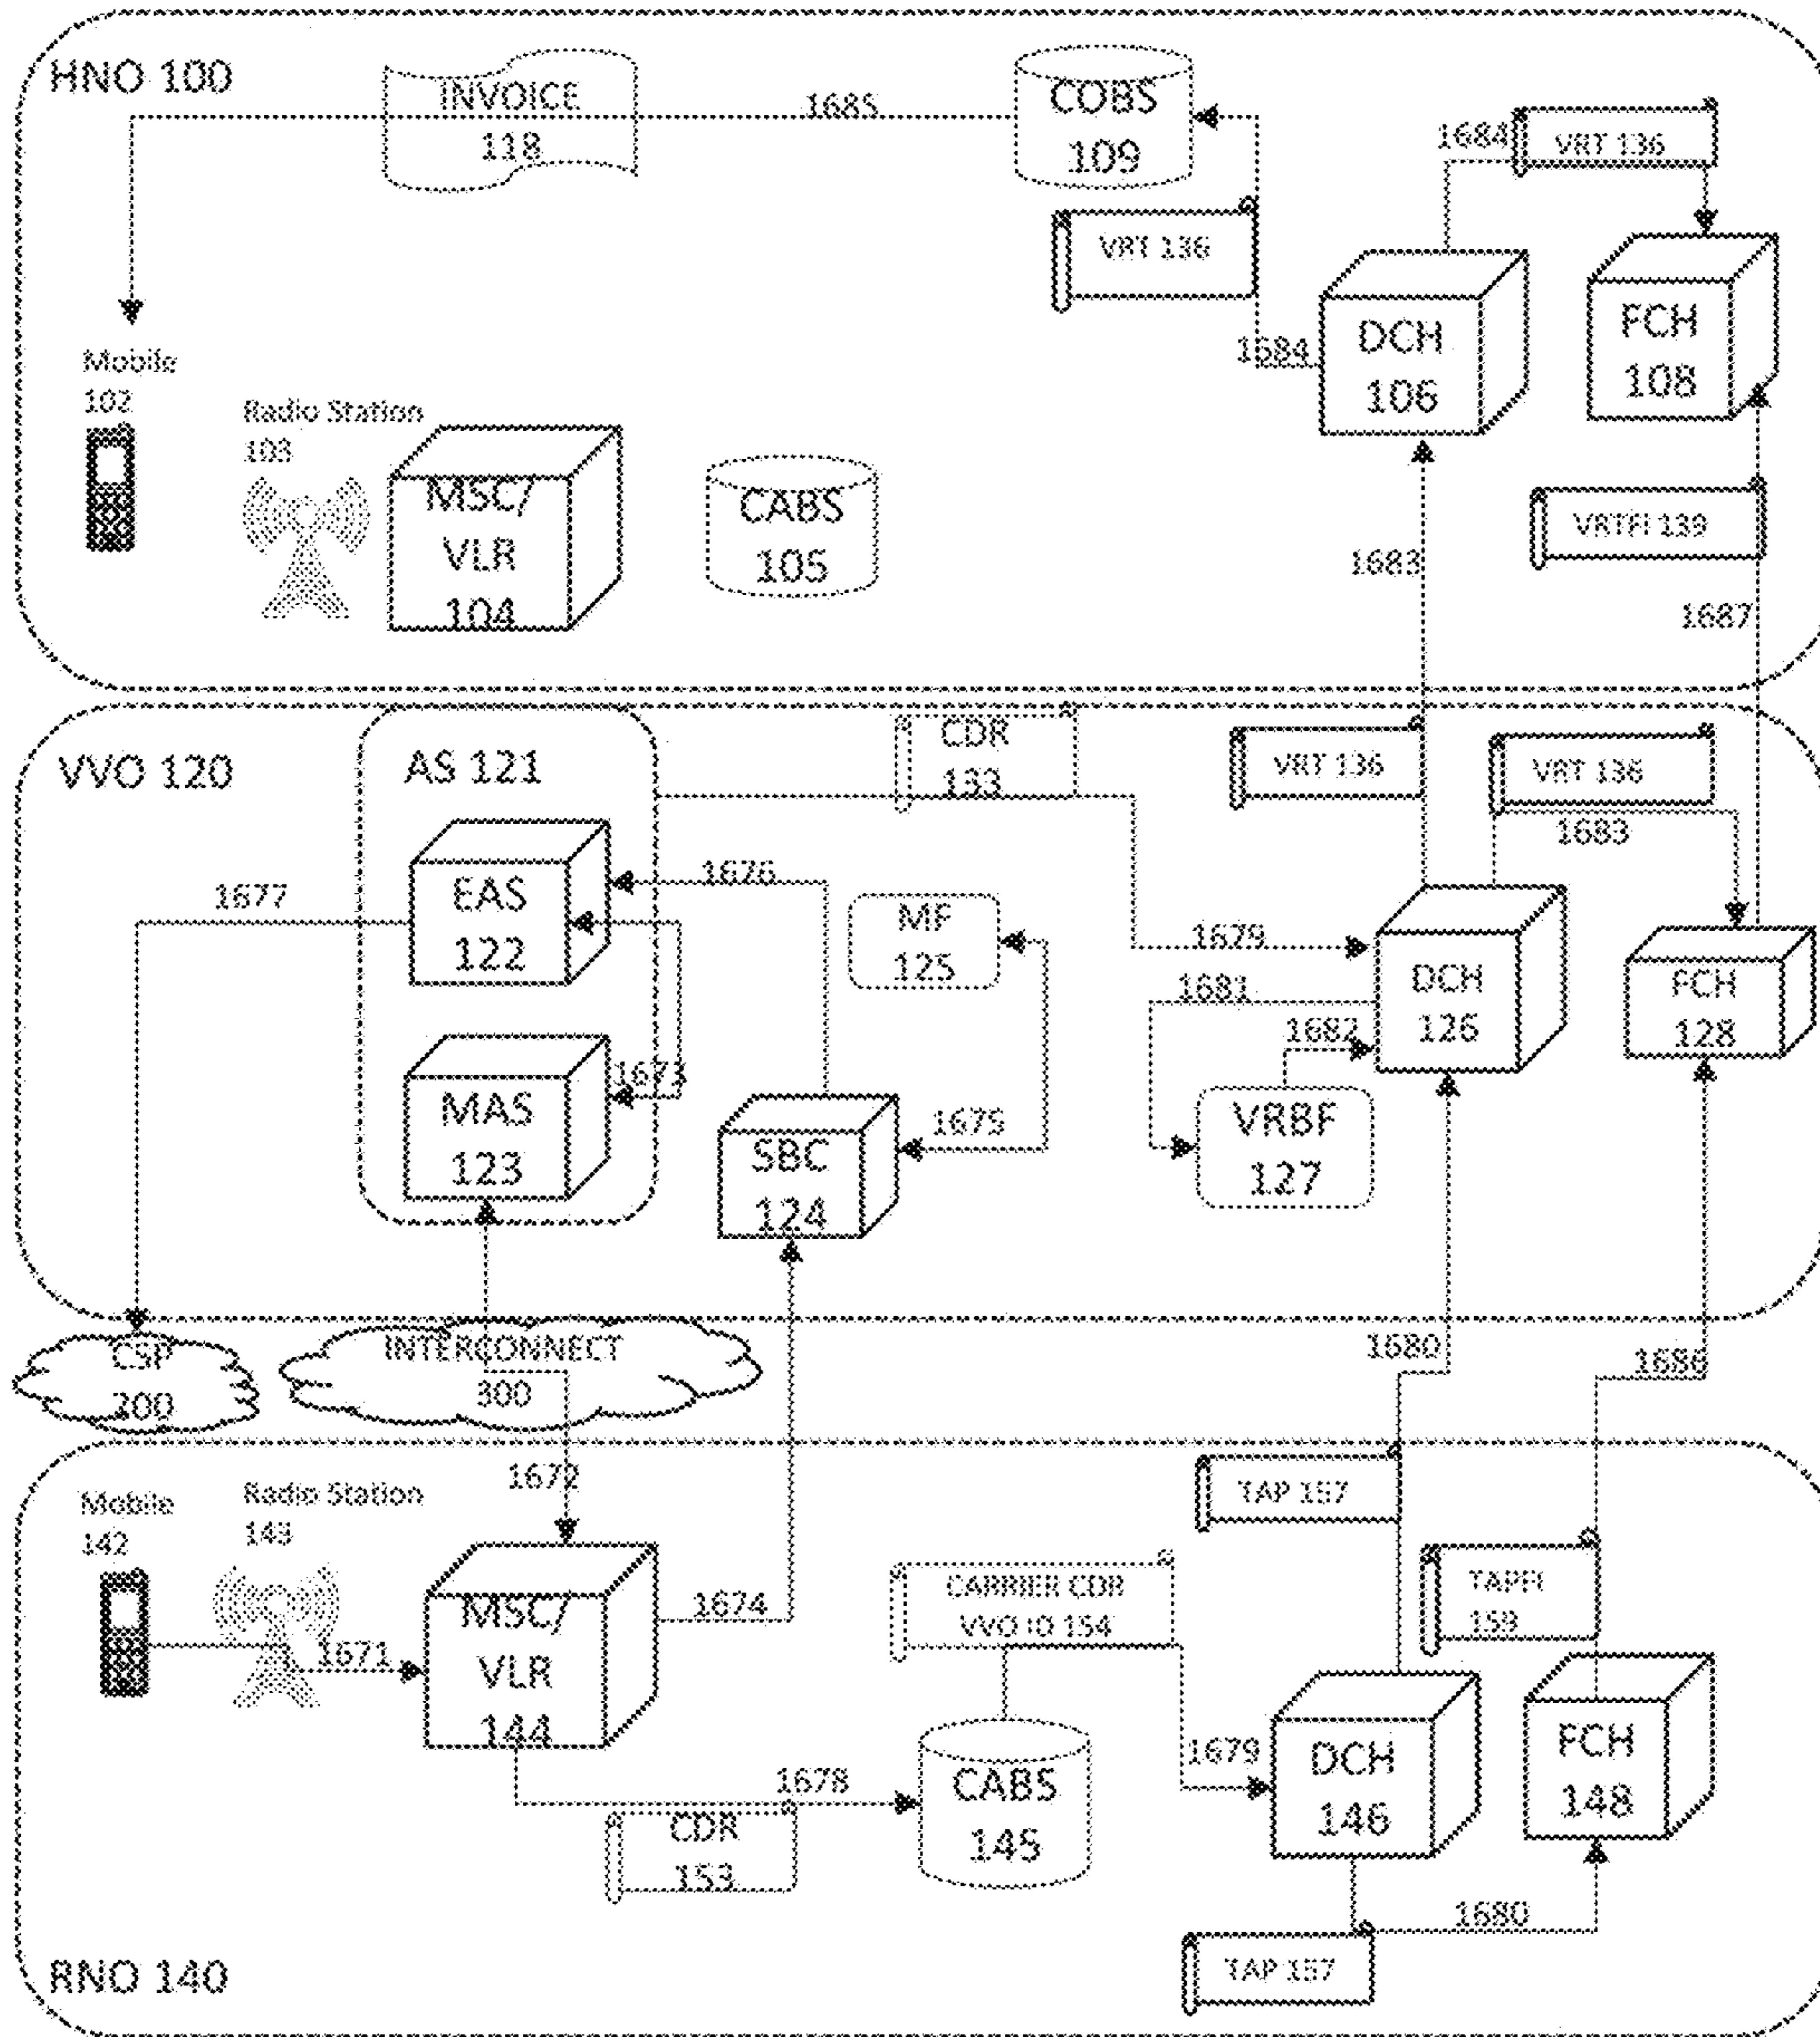 HNO 100
INVOICE
118
1685
COBS
109
1684
VRT 136
VRT 136
1684
DCH
106
FCH
108
Mobile
102
Radio Station
103
MSC/
VLR
104
CABS
105
1683
VRTFI 139
1687
VVO 120
AS 121
CDR
133
VRT 136
VRT 136
1683
EAS
122
1677
1676
MF
125
1679
DCH
126
FCH
128
1681
1682
MAS
123
1673
SBC
124
1675
VRBF
127
CSP
200
INTERCONNECT
300
1680
1686
1672
Mobile
142
Radio Station
143
1671
MSC/
VLR
144
1674
CARRIER CDR
VVO ID 154
TAP 157
TAPFI
159
1678
CDR
153
CABS
145
1679
DCH
146
FCH
148
1680
TAP 157
RNO 140